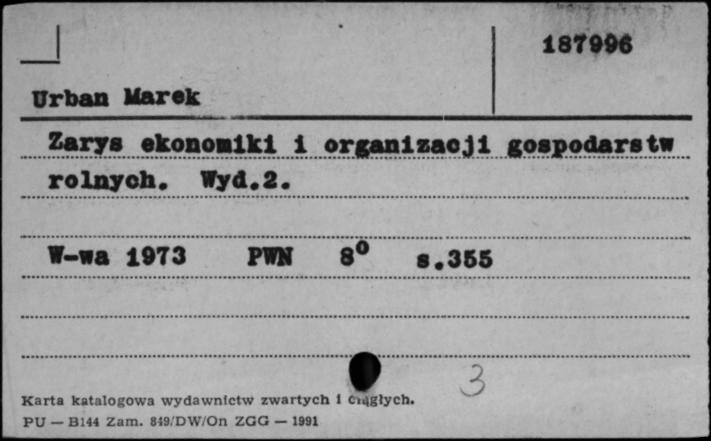 187996
Urban Marek
Zarys ekonomiki i organizacji gospodarstw
rolnych. Wyd.2.
W-wa 1973 PWN 8⁰ s.355
3
Karta katalogowa wydawnictw zwartych i ciągłych.
PU — B144 Zam. 849/DW/On ZGG — 1991